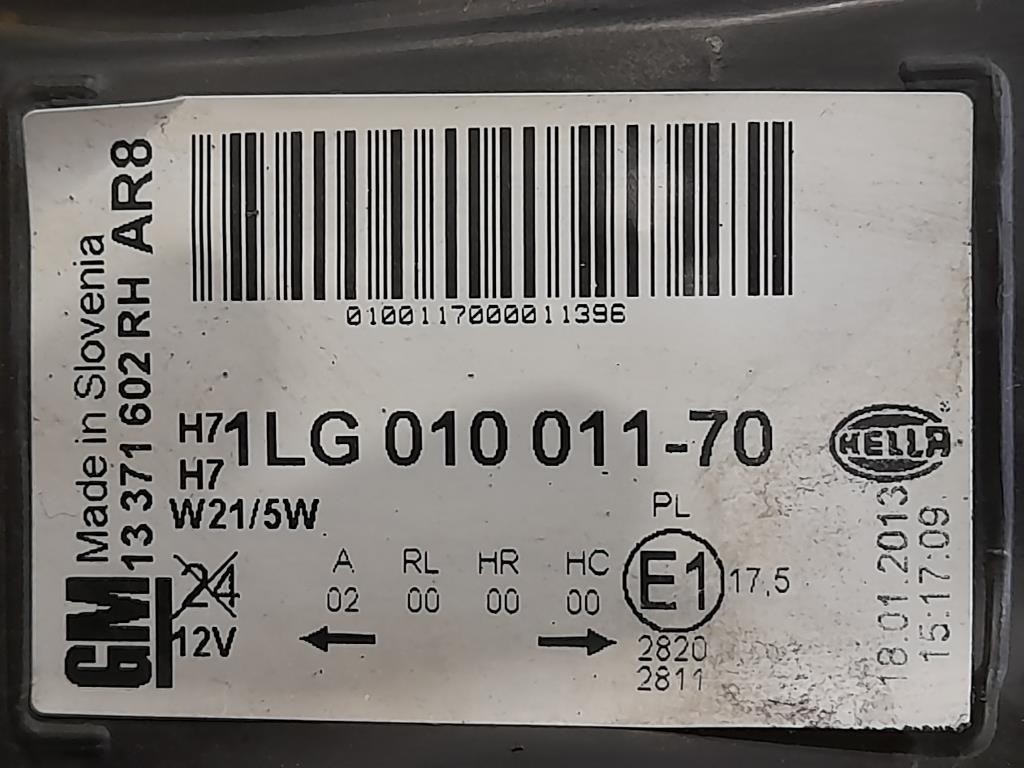 Made in Slovenia
GM 13 371 602 RH AR8
0100117000011396
H7 1LG 010 011-70
H7
HELLA
W21/5W
PL
24
12V
A RL HR HC
02 00 00 00
E1 17,5
2820
2811
18.01.2013
15:17.09